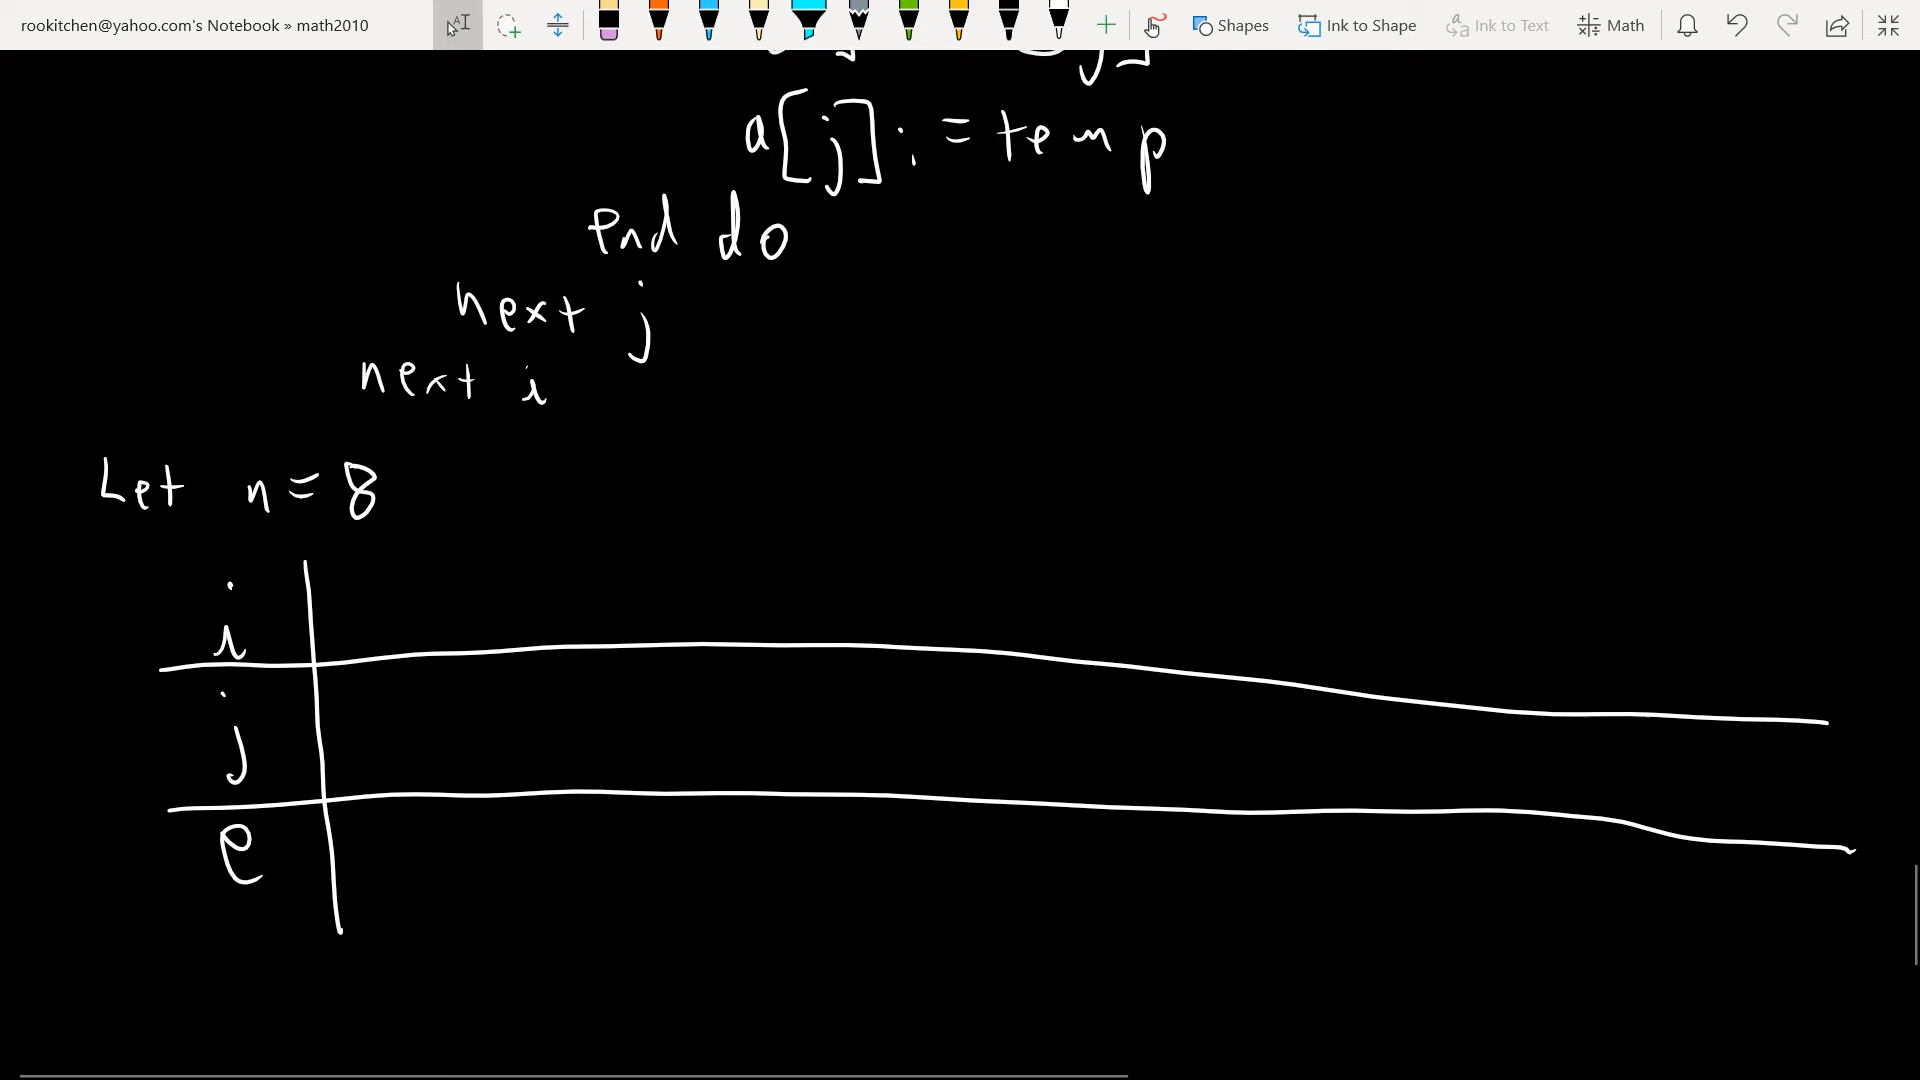 rookitchen@yahoo.com's Notebook » math2010
Shapes
Ink to Shape
Ink to Text
Math
a[j] := temp
end do
next j
next i
Let n = 8
i
j
e